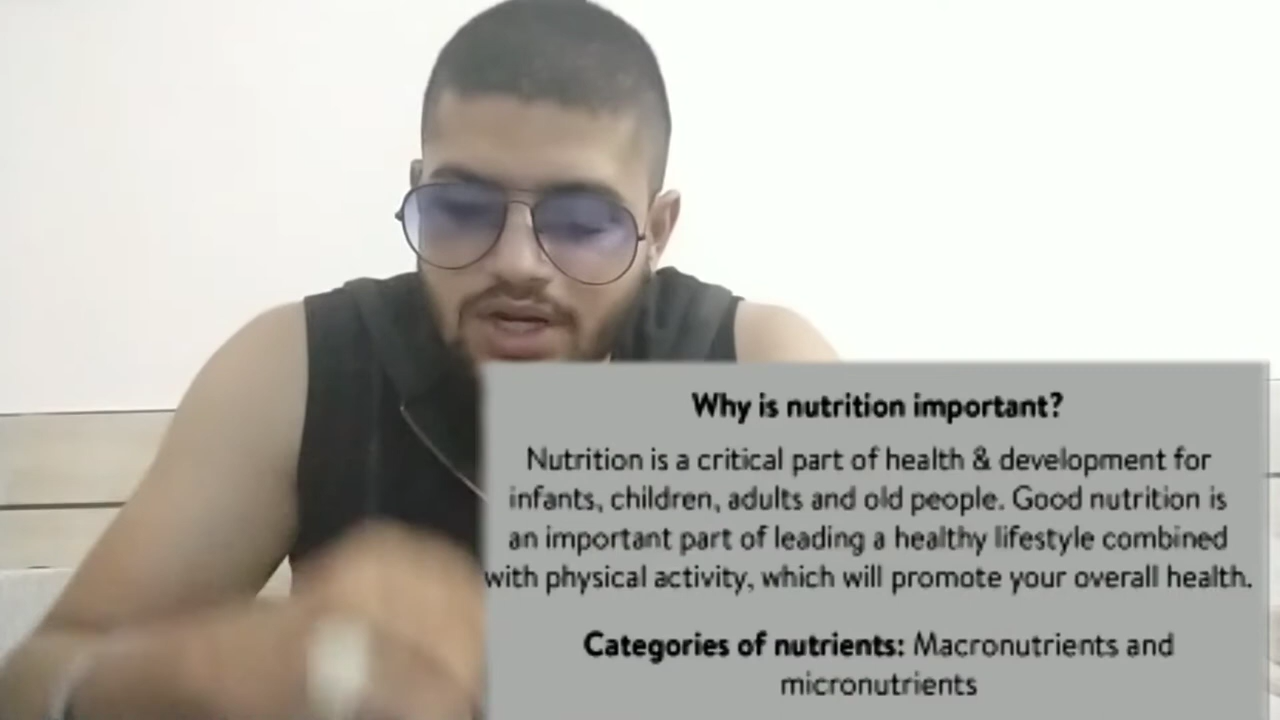 Why is nutrition important?
Nutrition is a critical part of health & development for
infants, children, adults and old people. Good nutrition is
an important part of leading a healthy lifestyle combined
with physical activity, which will promote your overall health.
Categories of nutrients: Macronutrients and
micronutrients